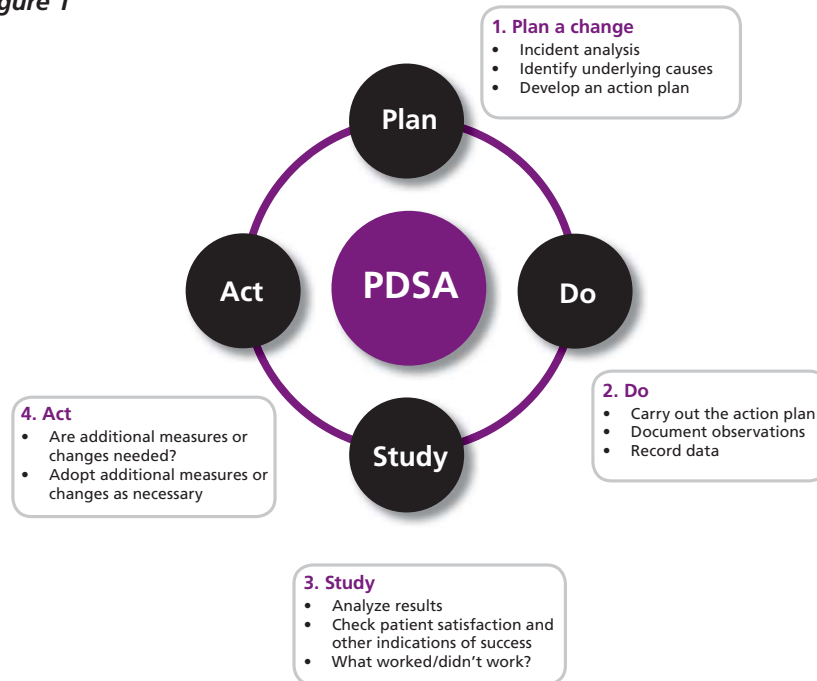 gure 1
1. Plan a change
• Incident analysis
• Identify underlying causes
• Develop an action plan
Plan
Act
PDSA
Do
2. Do
• Carry out the action plan
• Document observations
• Record data
4. Act
• Are additional measures or
changes needed?
• Adopt additional measures or
changes as necessary
Study
3. Study
• Analyze results
• Check patient satisfaction and
other indications of success
• What worked/didn't work?